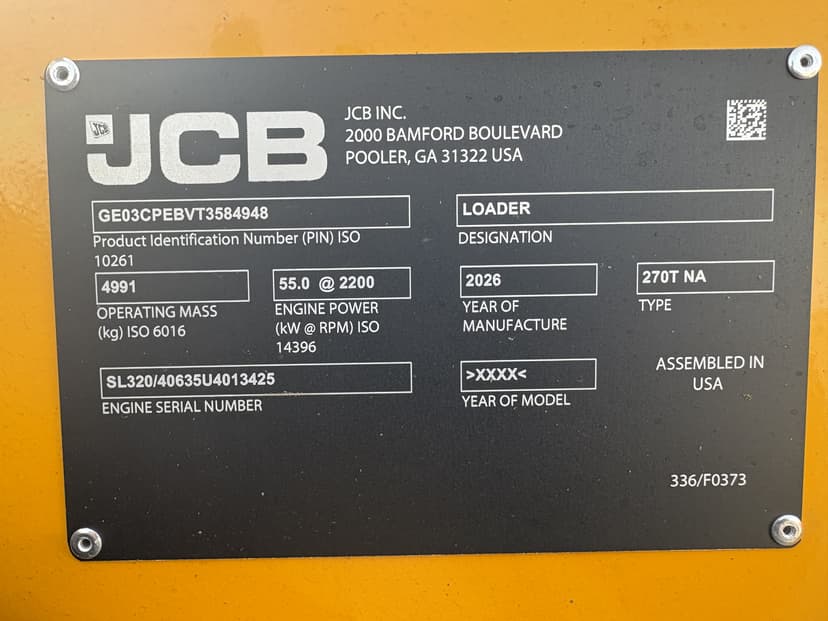 JCB
JCB INC.
2000 BAMFORD BOULEVARD
POOLER, GA 31322 USA
GE03CPEBVT3584948
Product Identification Number (PIN) ISO
10261
LOADER
DESIGNATION
4991
OPERATING MASS
(kg) ISO 6016
55.0 @ 2200
ENGINE POWER
(kW @ RPM) ISO
14396
2026
YEAR OF
MANUFACTURE
270T NA
TYPE
SL320/40635U4013425
ENGINE SERIAL NUMBER
>XXXX<
YEAR OF MODEL
ASSEMBLED IN
USA
336/F0373